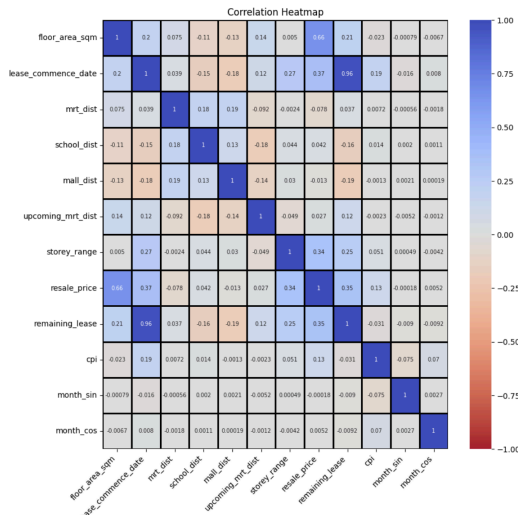 Correlation Heatmap
floor_area_sqm 1 0.2 0.075 -0.11 -0.13 0.14 0.005 0.66 0.21 -0.023 -0.00079 -0.0067
lease_commence_date 0.2 1 0.039 -0.15 -0.18 0.12 0.27 0.37 0.96 0.19 -0.016 0.008
mrt_dist 0.075 0.039 1 0.18 0.19 -0.092 -0.0024 -0.078 0.037 0.0072 -0.00056 -0.0018
school_dist -0.11 -0.15 0.18 1 0.13 -0.18 0.044 0.042 -0.16 0.014 0.002 0.0011
mall_dist -0.13 -0.18 0.19 0.13 1 -0.14 0.03 -0.013 -0.19 -0.0013 0.0021 0.00019
upcoming_mrt_dist 0.14 0.12 -0.092 -0.18 -0.14 1 -0.049 0.027 0.12 -0.0023 -0.0052 -0.0012
storey_range 0.005 0.27 -0.0024 0.044 0.03 -0.049 1 0.34 0.25 0.051 0.00049 -0.0042
resale_price 0.66 0.37 -0.078 0.042 -0.013 0.027 0.34 1 0.35 0.13 -0.00018 0.0052
remaining_lease 0.21 0.96 0.037 -0.16 -0.19 0.12 0.25 0.35 1 -0.031 -0.009 -0.0092
cpi -0.023 0.19 0.0072 0.014 -0.0013 -0.0023 0.051 0.13 -0.031 1 -0.075 0.07
month_sin -0.00079 -0.016 -0.00056 0.002 0.0021 -0.0052 0.00049 -0.00018 -0.009 -0.075 1 0.0027
month_cos -0.0067 0.008 -0.0018 0.0011 0.00019 -0.0012 -0.0042 0.0052 -0.0092 0.07 0.0027 1
floor_area_sqm
ase_commence_date
mrt_dist
school_dist
mall_dist
upcoming_mrt_dist
storey_range
resale_price
remaining_lease
cpi
month_sin
month_cos
1.00
0.75
0.50
0.25
0.00
-0.25
-0.50
-0.75
-1.00